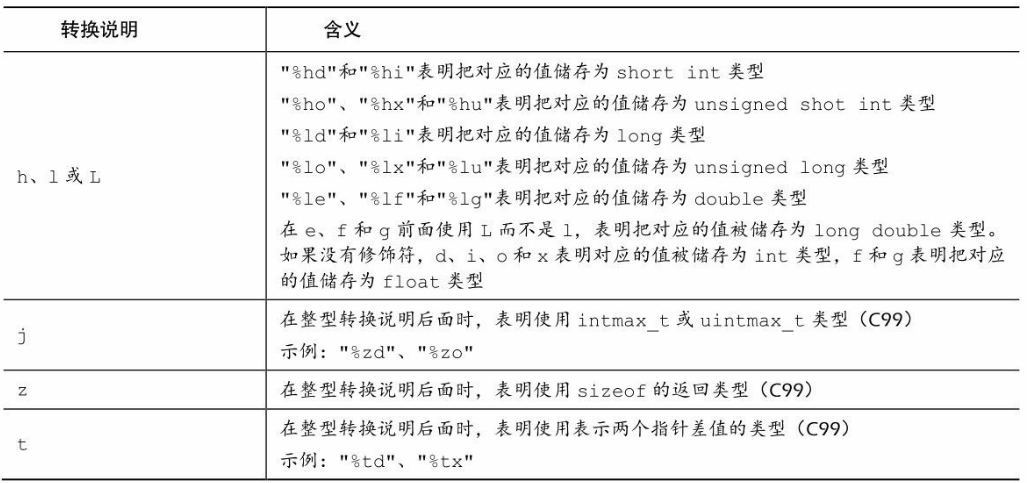 转换说明 含义
h、l 或 L
"%hd"和"%hi"表明把对应的值储存为 short int 类型
"%ho"、"%hx"和"%hu"表明把对应的值储存为 unsigned shot int 类型
"%ld"和"%li"表明把对应的值储存为 long 类型
"%lo"、"%lx"和"%lu"表明把对应的值储存为 unsigned long 类型
"%le"、"%lf"和"%lg"表明把对应的值储存为 double 类型
在 e、f 和 g 前面使用 L 而不是 l，表明把对应的值被储存为 long double 类型。
如果没有修饰符，d、i、o 和 x 表明对应的值被储存为 int 类型，f 和 g 表明把对应
的值储存为 float 类型
j
在整型转换说明后面时，表明使用 intmax_t 或 uintmax_t 类型（C99）
示例："%zd"、"%zo"
z
在整型转换说明后面时，表明使用 sizeof 的返回类型（C99）
t
在整型转换说明后面时，表明使用表示两个指针差值的类型（C99）
示例："%td"、"%tx"